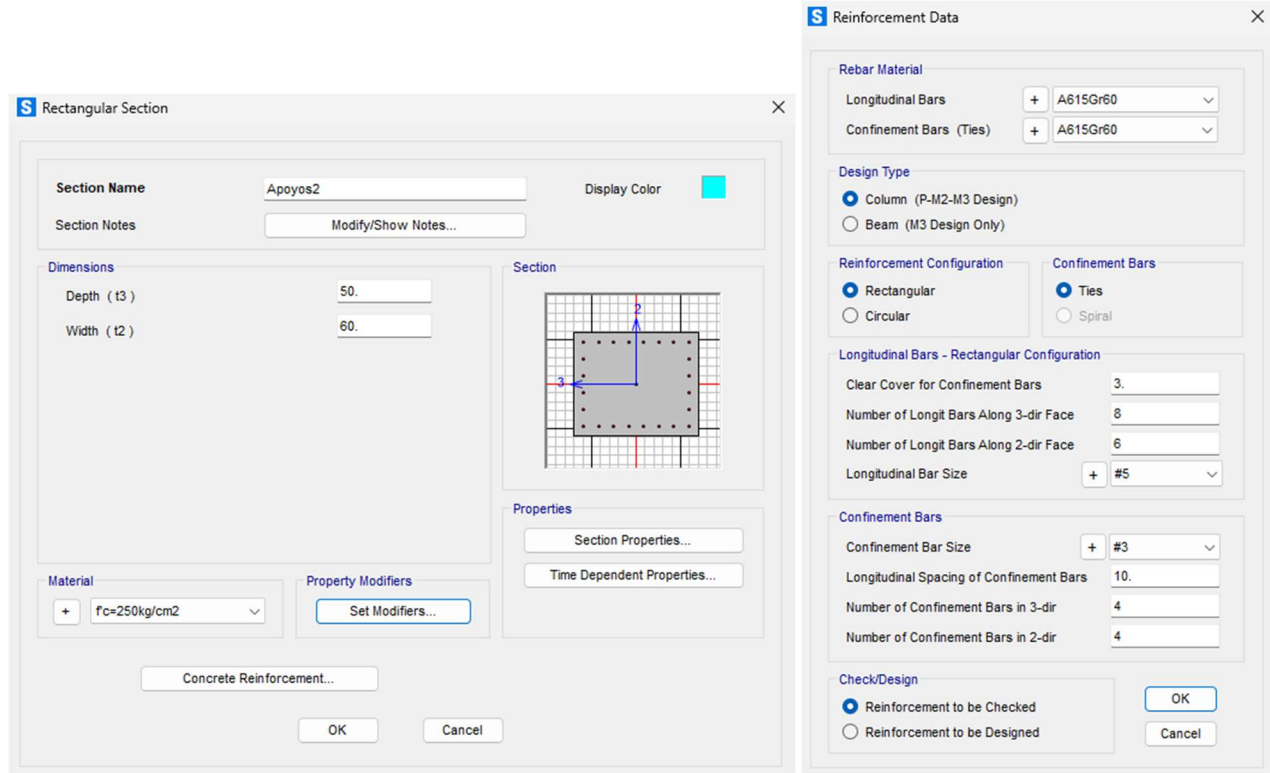 Rectangular Section
Section Name Apoyos2 Display Color
Section Notes Modify/Show Notes...
Dimensions
Depth ( t3 ) 50.
Width ( t2 ) 60.
Section
2
3
Properties
Section Properties...
Time Dependent Properties...
Material
+ f'c=250kg/cm2
Property Modifiers
Set Modifiers...
Concrete Reinforcement...
OK Cancel
Reinforcement Data
Rebar Material
Longitudinal Bars + A615Gr60
Confinement Bars (Ties) + A615Gr60
Design Type
Column (P-M2-M3 Design)
Beam (M3 Design Only)
Reinforcement Configuration
Rectangular
Circular
Confinement Bars
Ties
Spiral
Longitudinal Bars - Rectangular Configuration
Clear Cover for Confinement Bars 3.
Number of Longit Bars Along 3-dir Face 8
Number of Longit Bars Along 2-dir Face 6
Longitudinal Bar Size + #5
Confinement Bars
Confinement Bar Size + #3
Longitudinal Spacing of Confinement Bars 10.
Number of Confinement Bars in 3-dir 4
Number of Confinement Bars in 2-dir 4
Check/Design
Reinforcement to be Checked
Reinforcement to be Designed
OK
Cancel